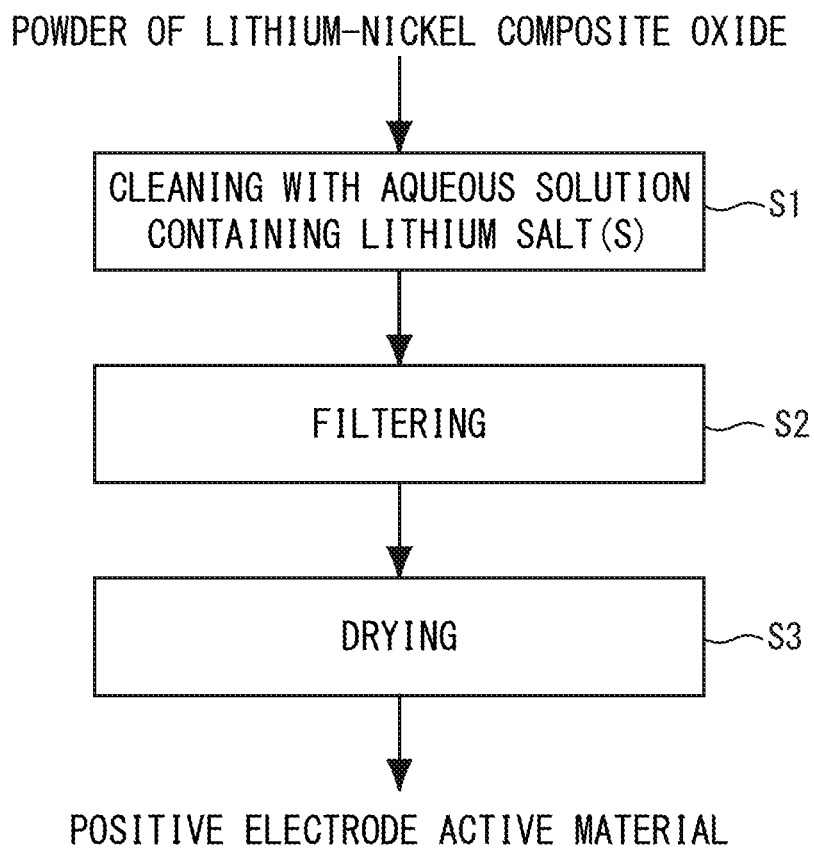 POWDER OF LITHIUM-NICKEL COMPOSITE OXIDE
CLEANING WITH AQUEOUS SOLUTION
CONTAINING LITHIUM SALT(S)
S1
FILTERING
S2
DRYING
S3
POSITIVE ELECTRODE ACTIVE MATERIAL